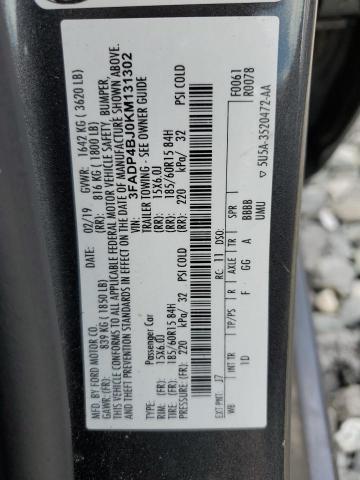 MFD. BY FORD MOTOR CO.
DATE: 02/19 GVWR: 1642 KG ( 3620 LB)
GAWR:(FR): 839 KG (1850 LB) (RR): 816 KG (1800 LB)
THIS VEHICLE CONFORMS TO ALL APPLICABLE FEDERAL MOTOR VEHICLE SAFETY, BUMPER,
AND THEFT PREVENTION STANDARDS IN EFFECT ON THE DATE OF MANUFACTURE SHOWN ABOVE.
VIN: 3FADP4BJ0KM131302
TYPE: Passenger Car TRAILER TOWING - SEE OWNER GUIDE
RIM: (FR): 15X6.0J (RR): 15X6.0J
TIRE: (FR): 185/60R15 84H (RR): 185/60R15 84H
PRESSURE: (FR): 220 kPa/ 32 PSI COLD (RR): 220 kPa/ 32 PSI COLD
EXT PNT: J7 RC: 11 DSO: F0061
WB INT TR TP/PS R AXLE TR SPR R0078
1D F GG A BBBB
UMU
5U5A-3520472-AA